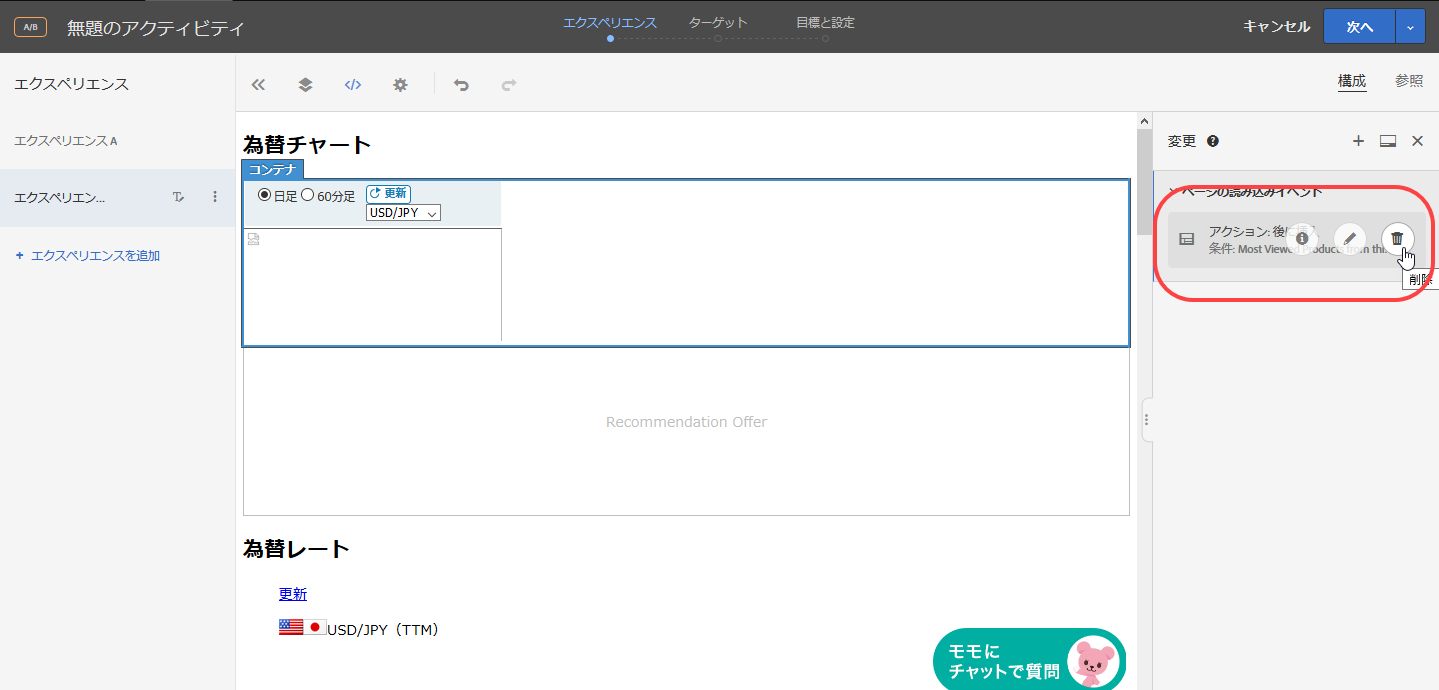 A/B
無題のアクティビティ
エクスペリエンス
ターゲット
目標と設定
キャンセル
次へ
エクスペリエンス
構成
参照
エクスペリエンス A
エクスペリエン...
+ エクスペリエンスを追加
為替チャート
コンテナ
日足 60分足
更新
USD/JPY
Recommendation Offer
為替レート
更新
USD/JPY（TTM）
モモに
チャットで質問
変更
ページの読み込みイベント
アクション: 後に挿入
条件: Most Viewed Products from thi...
削除